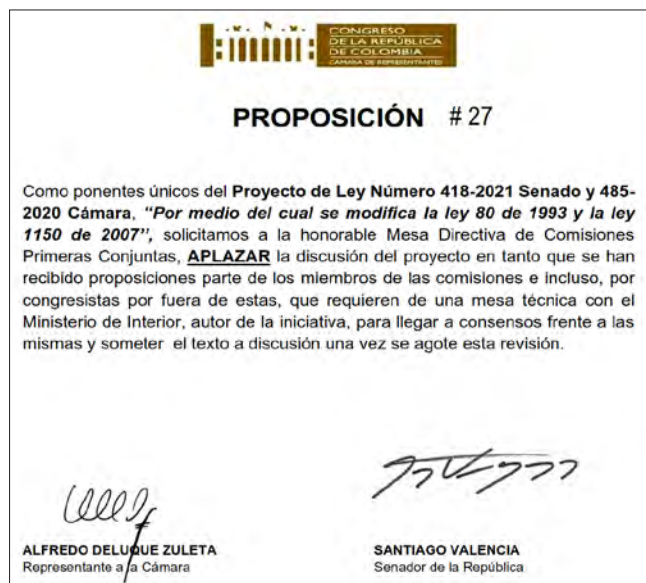 CONGRESO
DE LA REPÚBLICA
DE COLOMBIA
CÁMARA DE REPRESENTANTES
PROPOSICIÓN # 27
Como ponentes únicos del Proyecto de Ley Número 418-2021 Senado y 485-
2020 Cámara, "Por medio del cual se modifica la ley 80 de 1993 y la ley
1150 de 2007", solicitamos a la honorable Mesa Directiva de Comisiones
Primeras Conjuntas, APLAZAR la discusión del proyecto en tanto que se han
recibido proposiciones parte de los miembros de las comisiones e incluso, por
congresistas por fuera de estas, que requieren de una mesa técnica con el
Ministerio de Interior, autor de la iniciativa, para llegar a consensos frente a las
mismas y someter el texto a discusión una vez se agote esta revisión.
ALFREDO DELUQUE ZULETA
Representante a la Cámara
SANTIAGO VALENCIA
Senador de la República